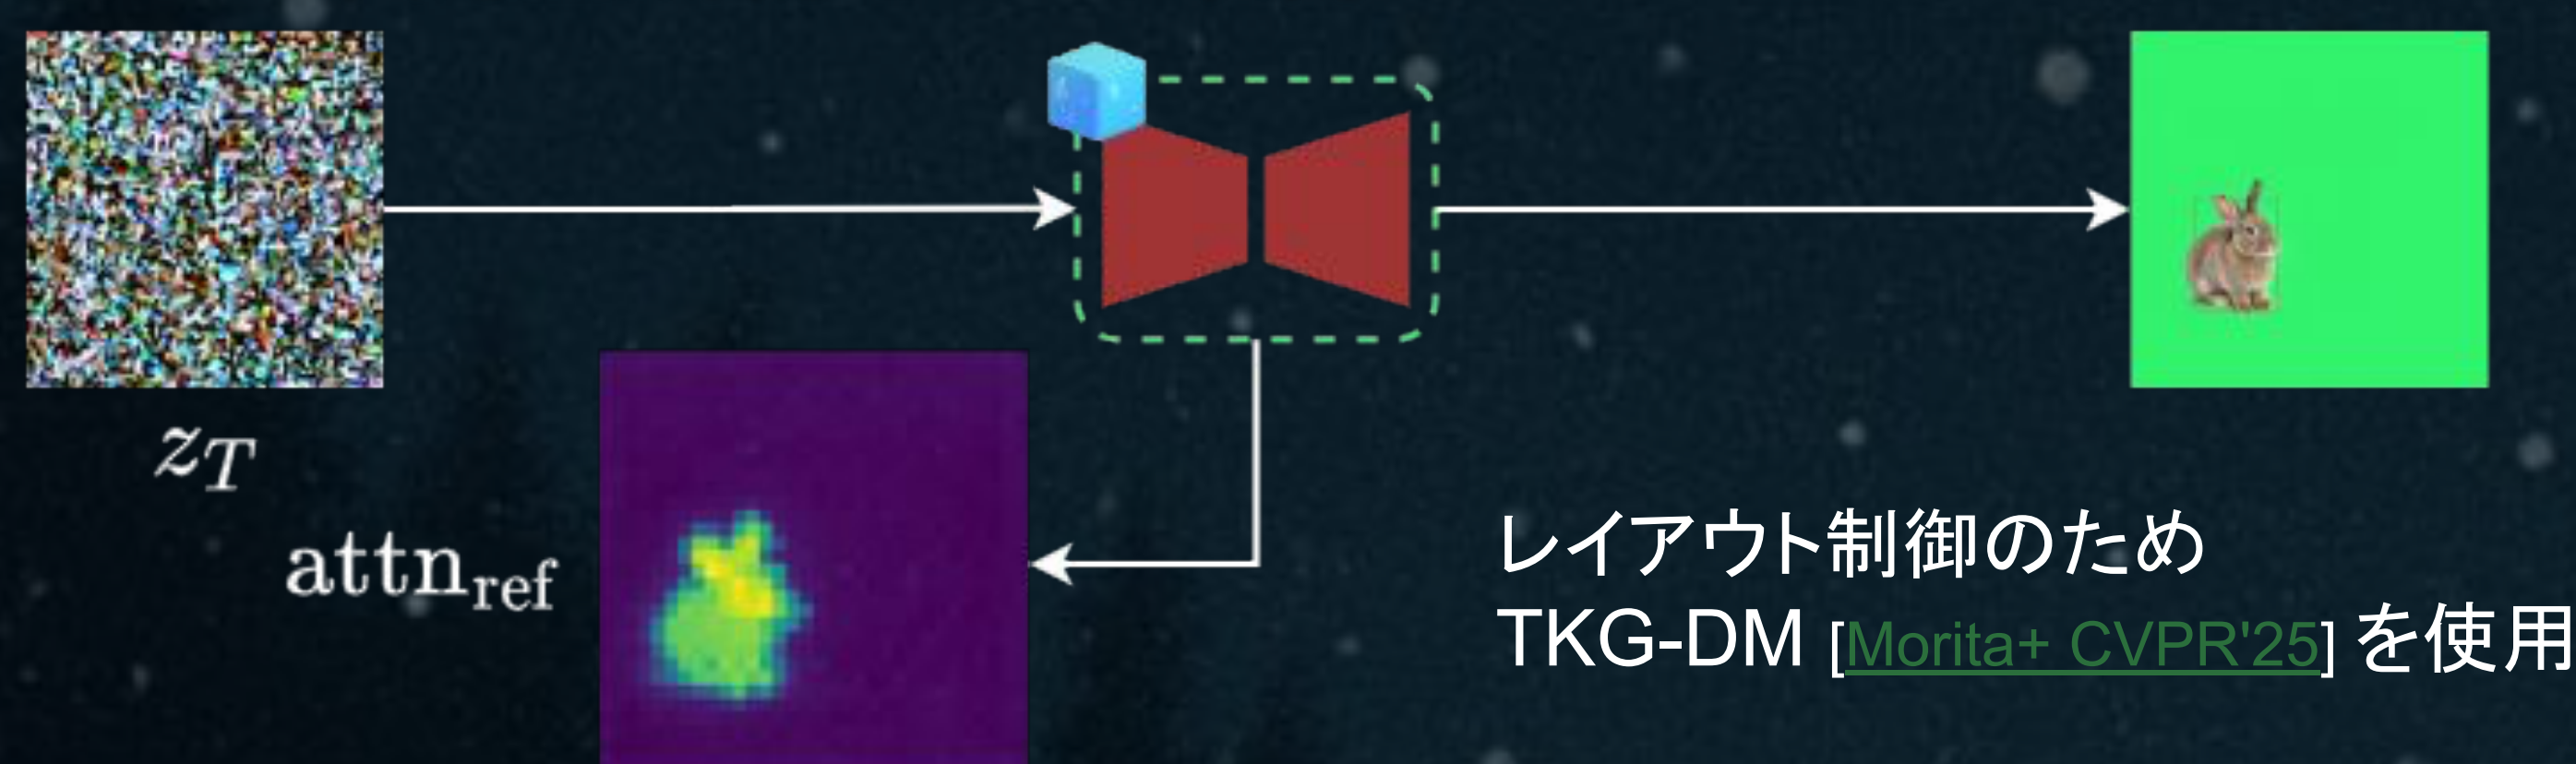 z_T
attn_ref
レイアウト制御のため
TKG-DM [Morita+ CVPR'25] を使用